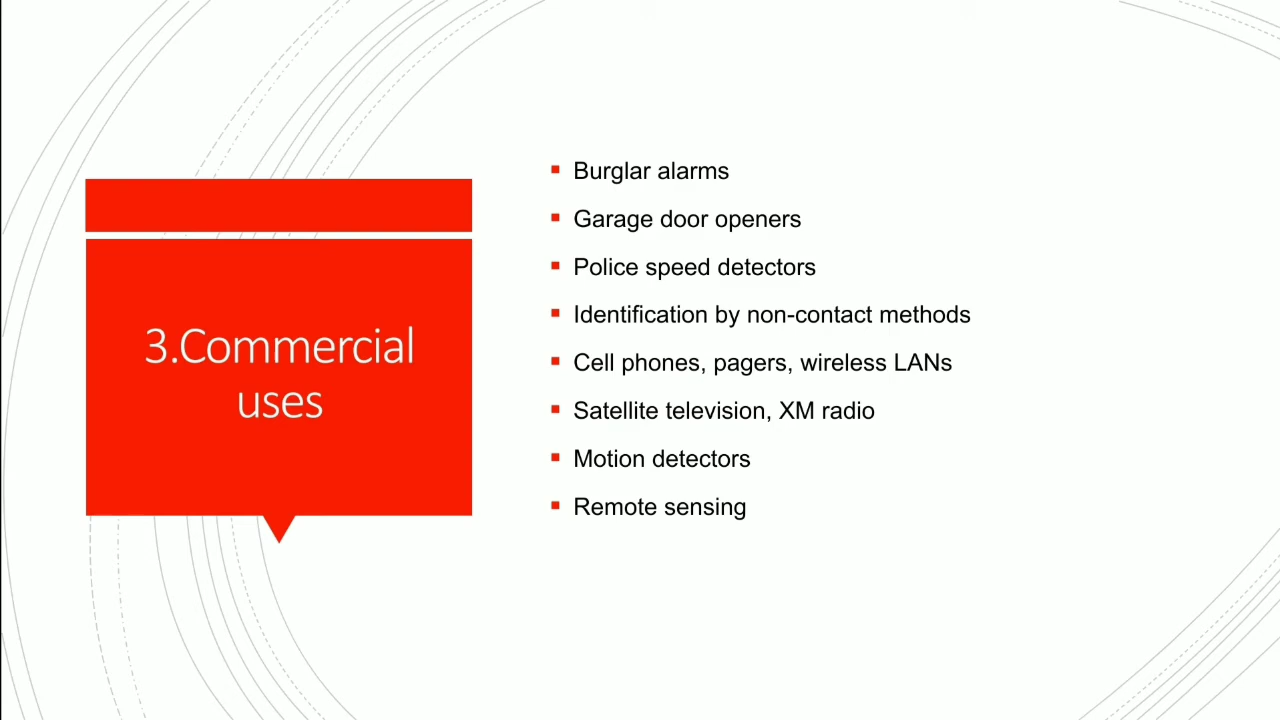 3.Commercial
uses
Burglar alarms
Garage door openers
Police speed detectors
Identification by non-contact methods
Cell phones, pagers, wireless LANs
Satellite television, XM radio
Motion detectors
Remote sensing